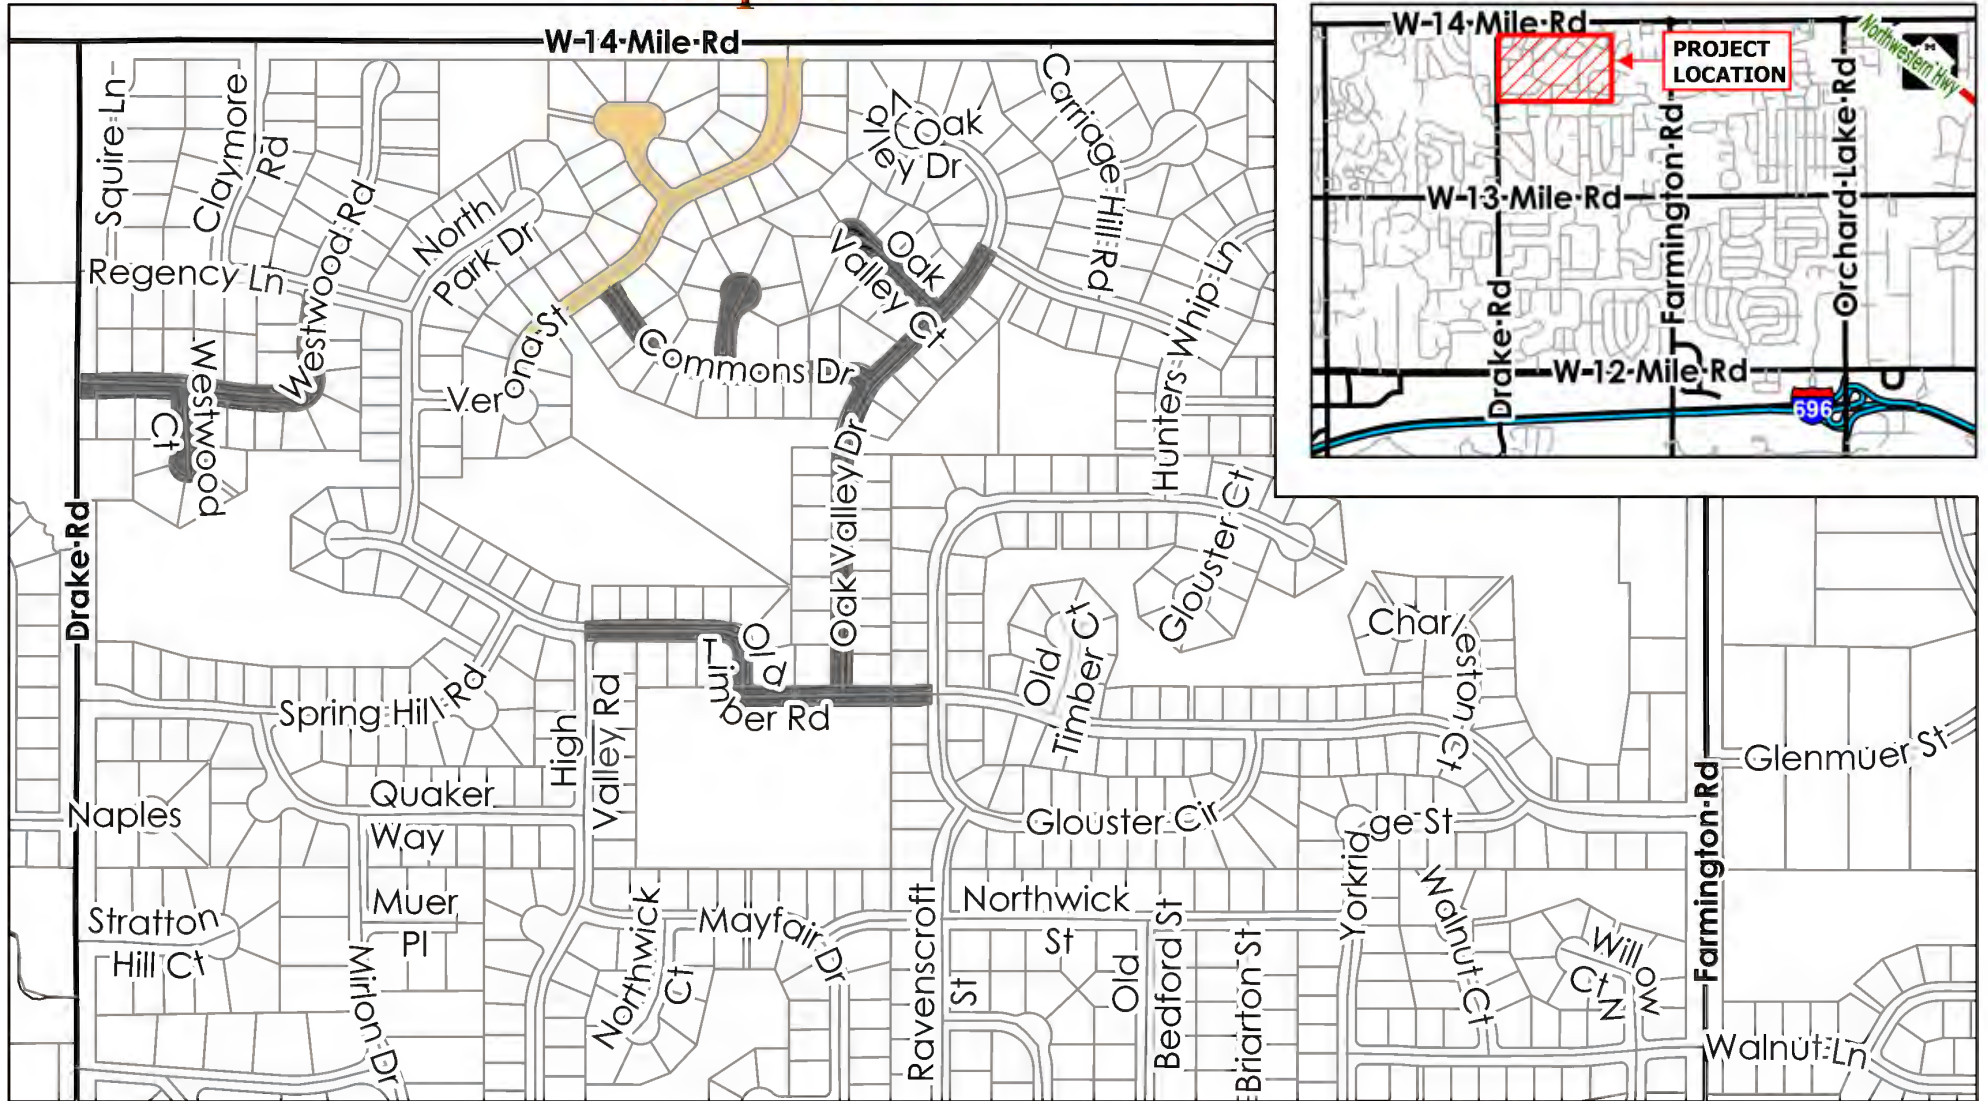 W-14-Mile-Rd
Squire Ln
Claymore
Rd
Westwood Rd
North
Park Dr
Regency Ln
Verona St
Commons Dr
Oak
Valley Dr
Oak
Valley Ct
Carriage Hill Rd
Hunters Whip Ln
Westwood
Ct
Drake Rd
Oak Valley Dr
Glouster Ct
Glouster Ct
Old
Timber Ct
Charleston Ct
Old
Timber Rd
Spring Hill Rd
High
Valley Rd
Quaker
Way
Naples
Glouster Cir
Yorkridge St
Glenmuer St
Farmington Rd
Stratton
Hill Ct
Muer
Pl
Mirlon Dr
Northwick
Ct
Mayfair Dr
Ravenscroft
St
Northwick
St
Old
Bedford St
Briarton St
Walnut Ct
Willow
Ct N
Walnut Ln
W-14-Mile-Rd
PROJECT
LOCATION
Northwestern Hwy
W-13-Mile-Rd
Drake-Rd
Farmington-Rd
Orchard-Lake-Rd
W-12-Mile-Rd
696